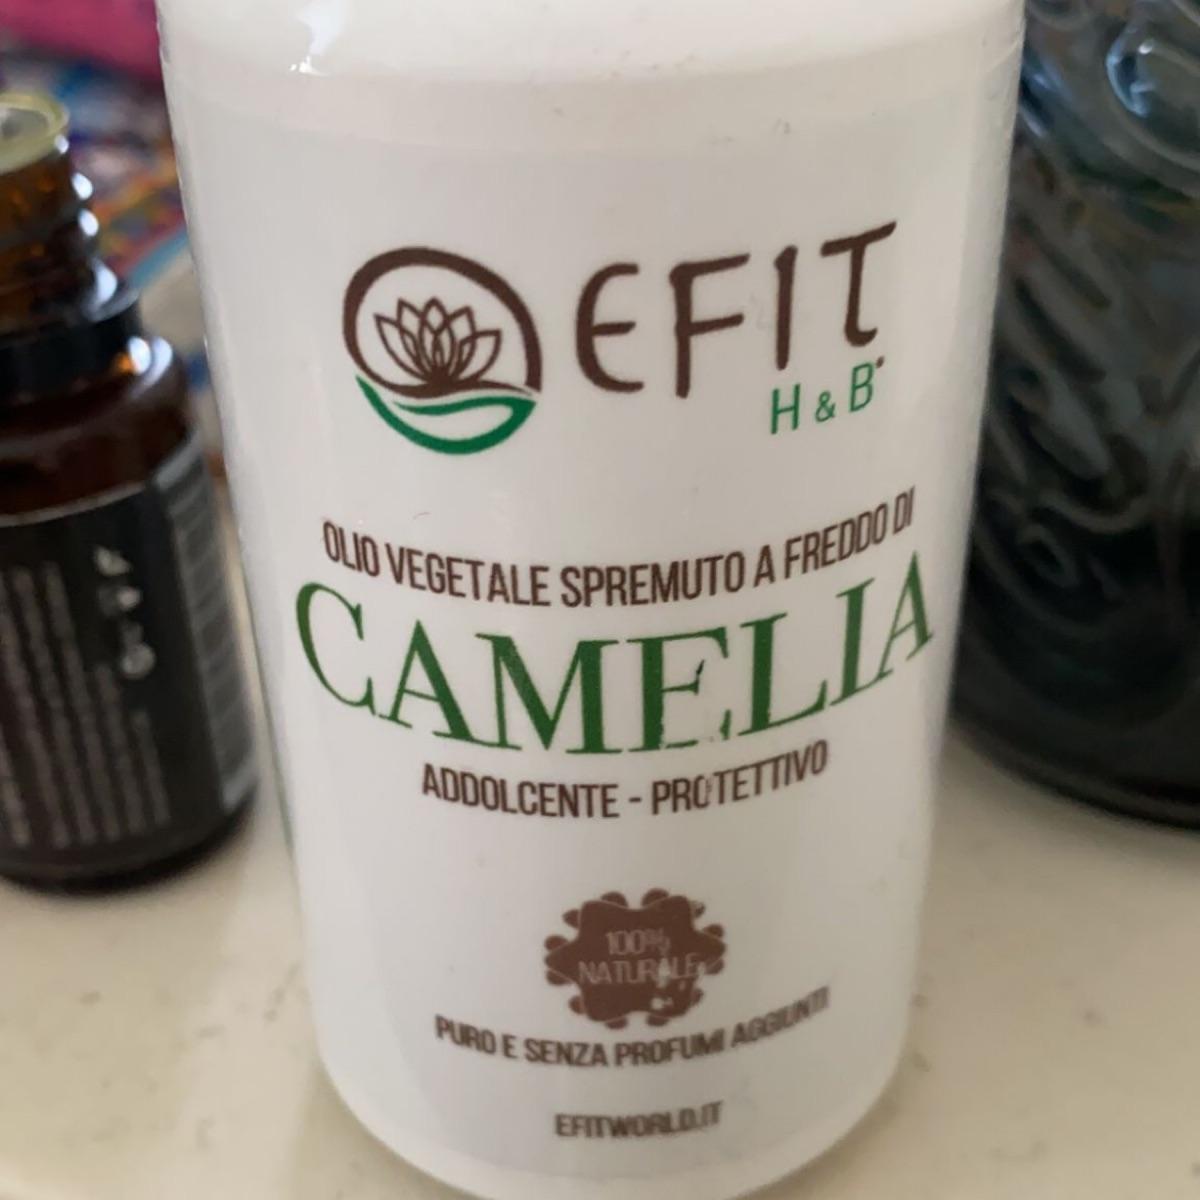 EFIT
H & B
OLIO VEGETALE SPREMUTO A FREDDO DI
CAMELIA
ADDOLCENTE - PROTETTIVO
100%
NATURALE
PURO E SENZA PROFUMI AGGIUNTI
EFITWORLD.IT